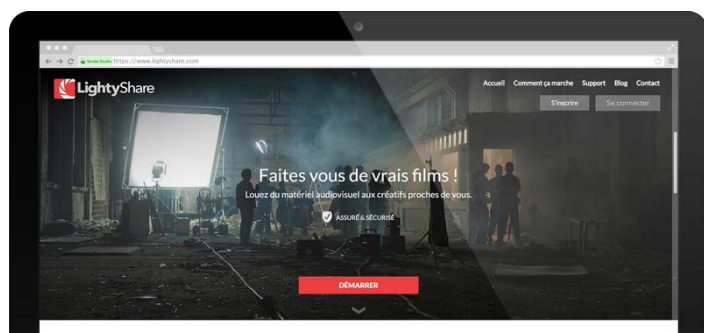 https://www.lightyshare.com
LightyShare
Accueil Comment ça marche Support Blog Contact
S'inscrire Se connecter
Faites vous de vrais films !
Louez du matériel audiovisuel aux créatifs proches de vous.
ASSURÉ & SÉCURISÉ
DÉMARRER